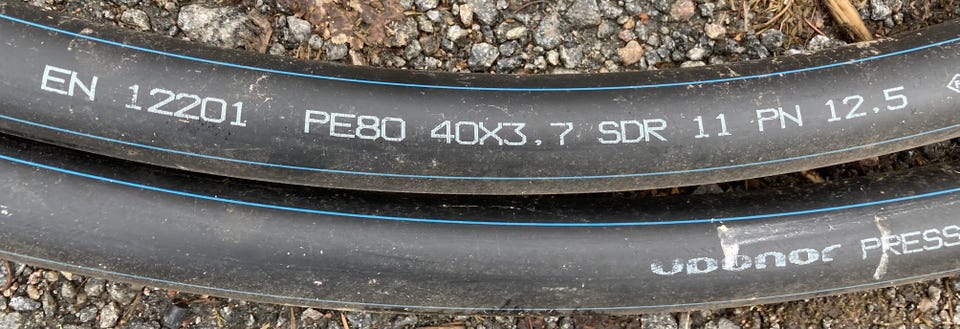 EN 12201 PE80 40X3,7 SDR 11 PN 12.5
uponor PRESS